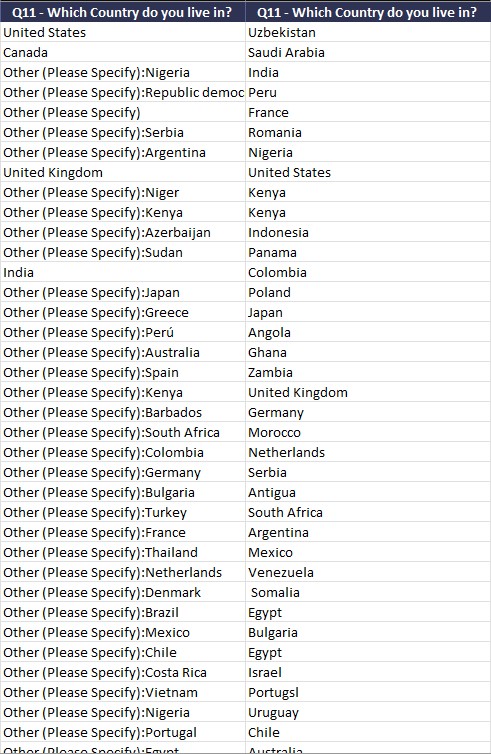 Q11 - Which Country do you live in? Q11 - Which Country do you live in?
United States Uzbekistan
Canada Saudi Arabia
Other (Please Specify):Nigeria India
Other (Please Specify):Republic democ Peru
Other (Please Specify) France
Other (Please Specify):Serbia Romania
Other (Please Specify):Argentina Nigeria
United Kingdom United States
Other (Please Specify):Niger Kenya
Other (Please Specify):Kenya Kenya
Other (Please Specify):Azerbaijan Indonesia
Other (Please Specify):Sudan Panama
India Colombia
Other (Please Specify):Japan Poland
Other (Please Specify):Greece Japan
Other (Please Specify):Perú Angola
Other (Please Specify):Australia Ghana
Other (Please Specify):Spain Zambia
Other (Please Specify):Kenya United Kingdom
Other (Please Specify):Barbados Germany
Other (Please Specify):South Africa Morocco
Other (Please Specify):Colombia Netherlands
Other (Please Specify):Germany Serbia
Other (Please Specify):Bulgaria Antigua
Other (Please Specify):Turkey South Africa
Other (Please Specify):France Argentina
Other (Please Specify):Thailand Mexico
Other (Please Specify):Netherlands Venezuela
Other (Please Specify):Denmark Somalia
Other (Please Specify):Brazil Egypt
Other (Please Specify):Mexico Bulgaria
Other (Please Specify):Chile Egypt
Other (Please Specify):Costa Rica Israel
Other (Please Specify):Vietnam Portugsl
Other (Please Specify):Nigeria Uruguay
Other (Please Specify):Portugal Chile
Other (Please Specify):Egypt Australia